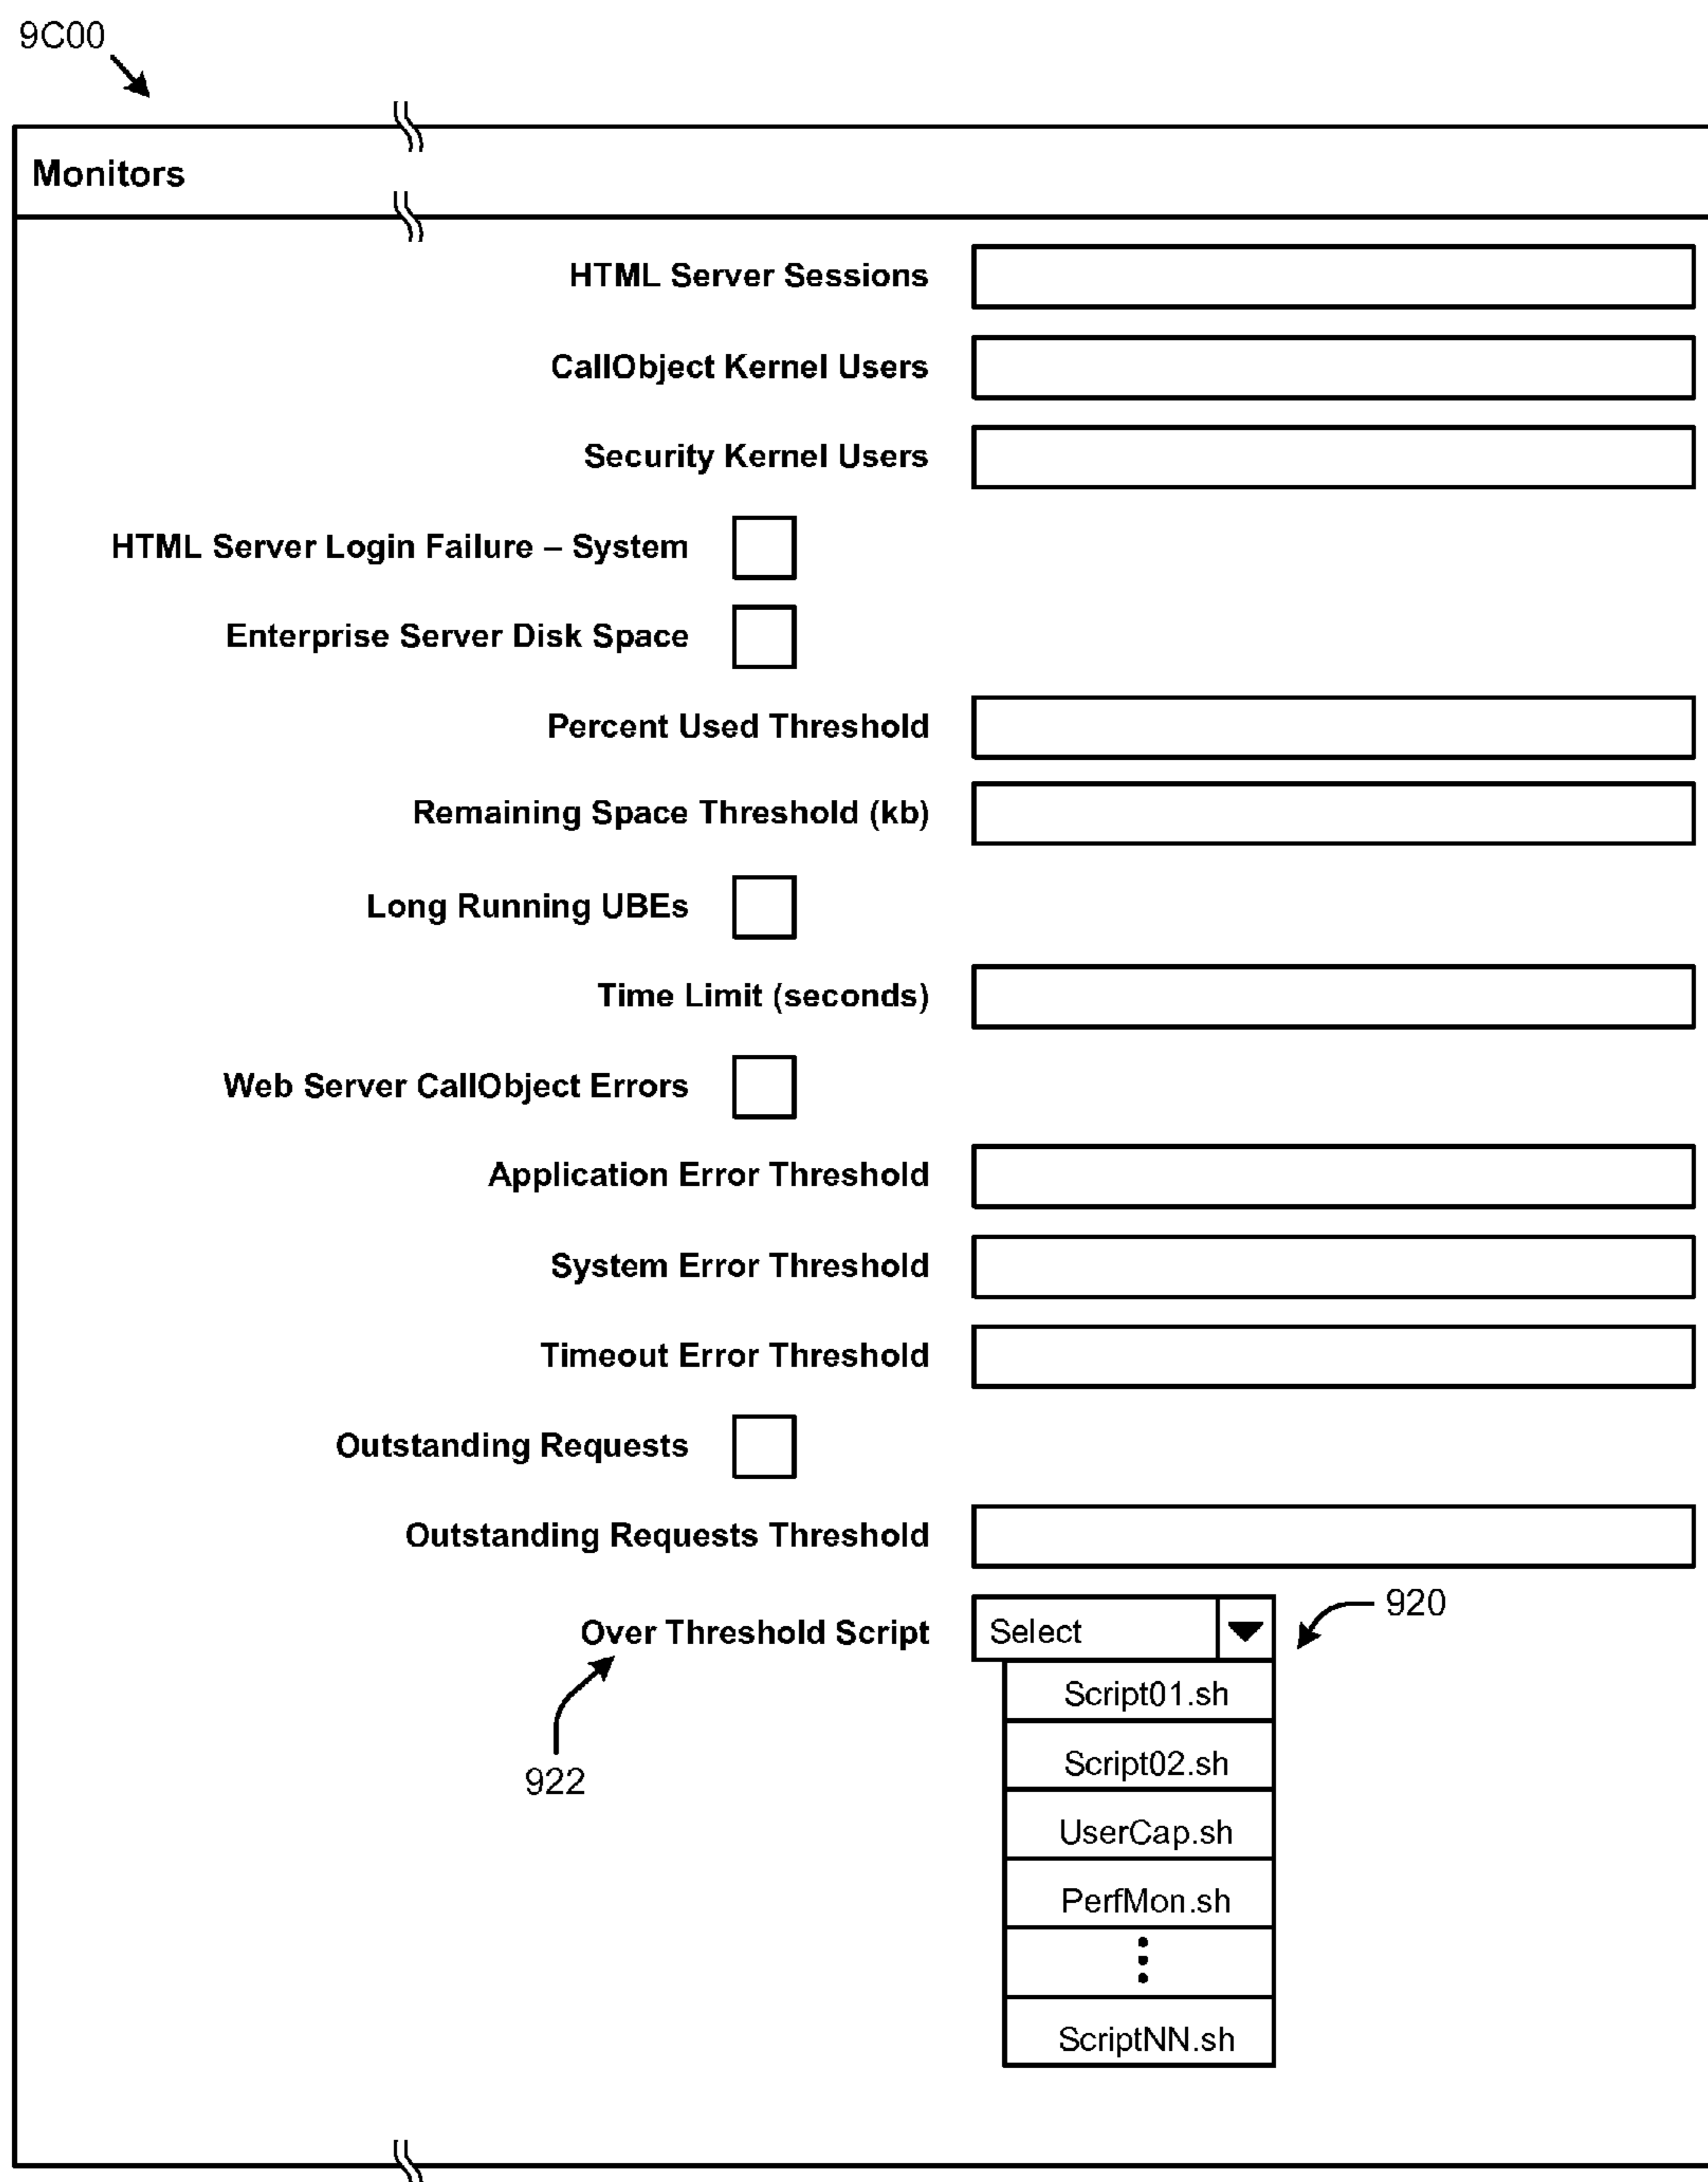 9C00
Monitors
HTML Server Sessions
CallObject Kernel Users
Security Kernel Users
HTML Server Login Failure – System
Enterprise Server Disk Space
Percent Used Threshold
Remaining Space Threshold (kb)
Long Running UBEs
Time Limit (seconds)
Web Server CallObject Errors
Application Error Threshold
System Error Threshold
Timeout Error Threshold
Outstanding Requests
Outstanding Requests Threshold
Over Threshold Script Select 920
Script01.sh
Script02.sh
922
UserCap.sh
PerfMon.sh
ScriptNN.sh